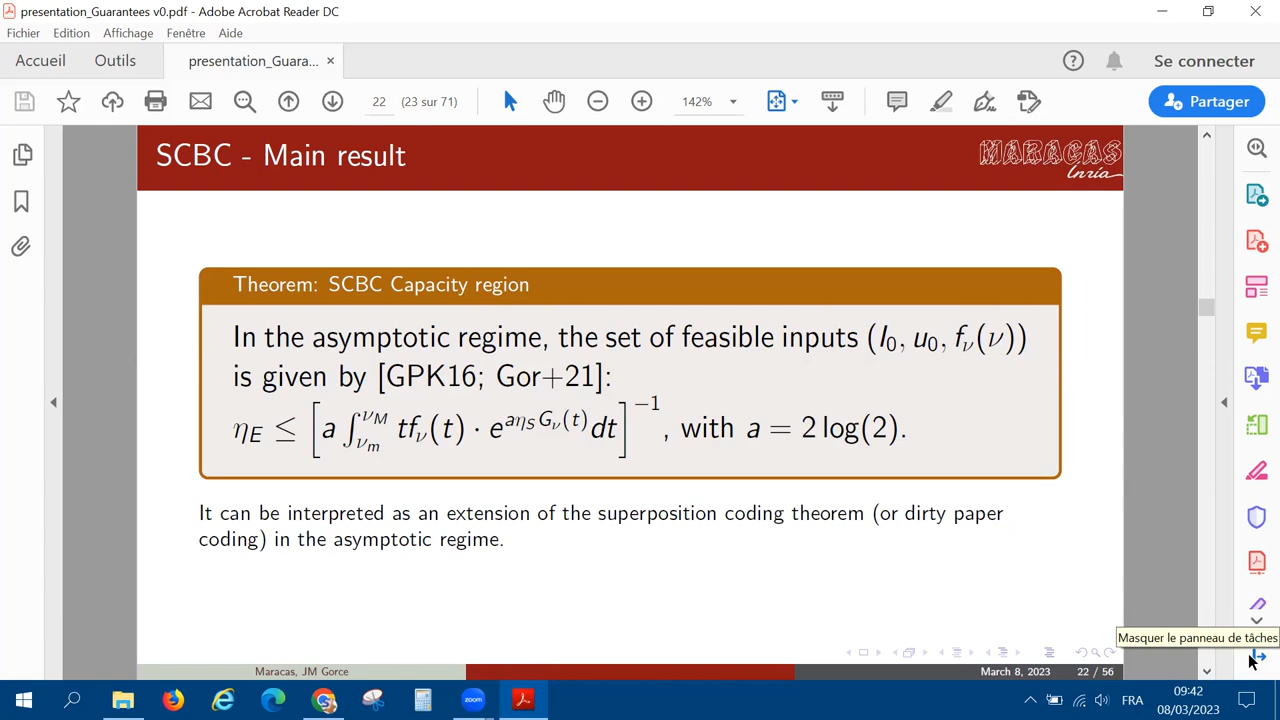 presentation_Guarantees v0.pdf - Adobe Acrobat Reader DC
Fichier Edition Affichage Fenêtre Aide
Accueil Outils presentation_Guara... × Se connecter
22 (23 sur 71) 142% Partager
SCBC - Main result
MARACAS
Inria
Theorem: SCBC Capacity region
In the asymptotic regime, the set of feasible inputs (I₀, u₀, fᵥ(ν))
is given by [GPK16; Gor+21]:
η_E ≤ [a ∫_{ν_m}^{ν_M} tf_ν(t) · e^{aη_S G_ν(t)} dt]^{−1}, with a = 2 log(2).
It can be interpreted as an extension of the superposition coding theorem (or dirty paper
coding) in the asymptotic regime.
Masquer le panneau de tâches
Maracas, JM Gorce March 8, 2023 22 / 56
zoom
FRA
09:42
08/03/2023